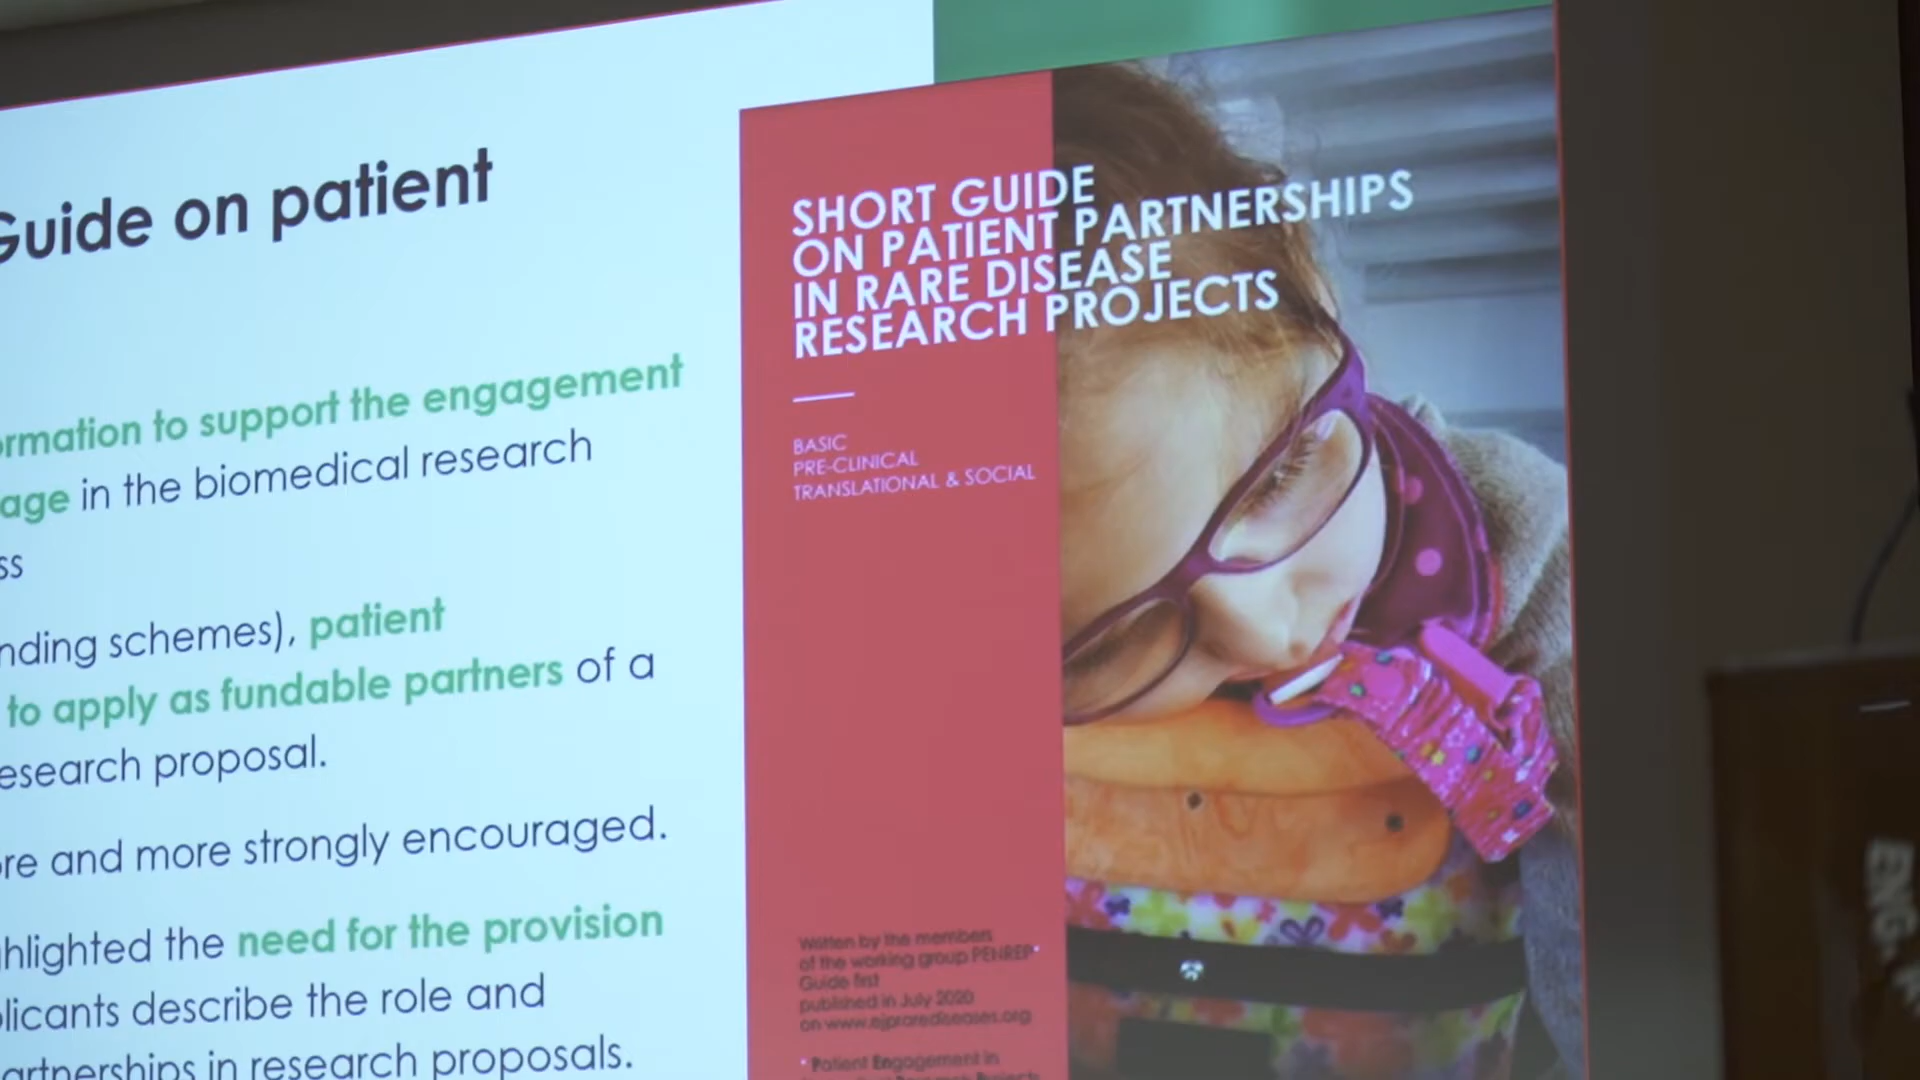 Guide on patient
ormation to support the engagement
age in the biomedical research
ss
nding schemes), patient
to apply as fundable partners of a
esearch proposal.
re and more strongly encouraged.
hlighted the need for the provision
licants describe the role and
artnerships in research proposals.
SHORT GUIDE
ON PATIENT PARTNERSHIPS
IN RARE DISEASE
RESEARCH PROJECTS
BASIC
PRE-CLINICAL
TRANSLATIONAL & SOCIAL
Written by the members
of the working group PENREP*
Guide first
published in July 2020
on www.ejprarediseases.org
* Patient Engagement in
ENG.